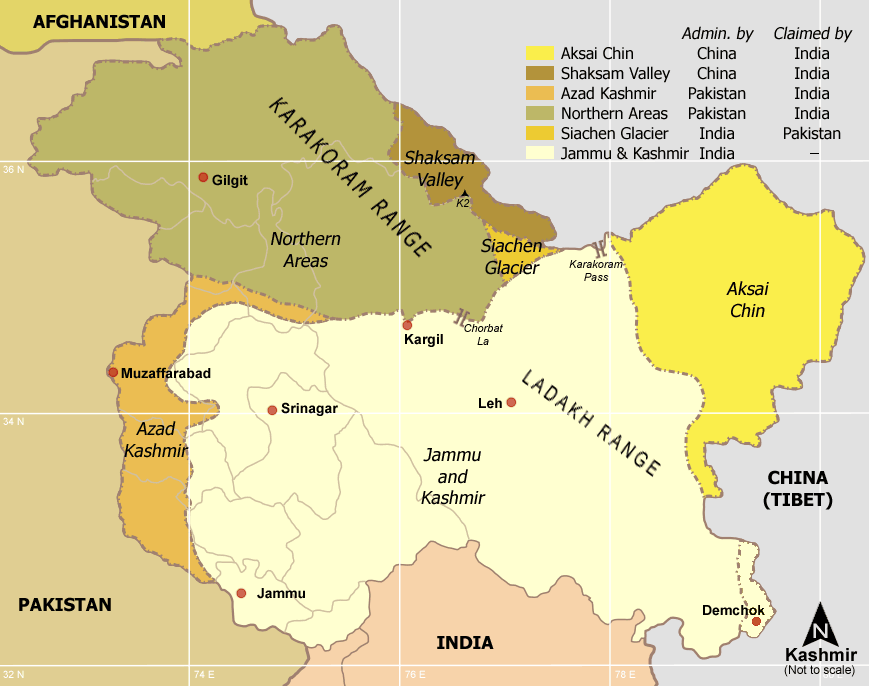 AFGHANISTAN
Admin. by Claimed by
Aksai Chin China India
Shaksam Valley China India
Azad Kashmir Pakistan India
Northern Areas Pakistan India
Siachen Glacier India Pakistan
Jammu & Kashmir India –
KARAKORAM RANGE
Shaksam
Valley
K2
36 N
Gilgit
Northern
Areas
Siachen
Glacier
Karakoram
Pass
Aksai
Chin
Kargil
Chorbat
La
Muzaffarabad
Srinagar
Leh
LADAKH RANGE
34 N
Azad
Kashmir
Jammu
and
Kashmir
CHINA
(TIBET)
PAKISTAN
Jammu
Demchok
INDIA
N
Kashmir
(Not to scale)
32 N
74 E
76 E
78 E